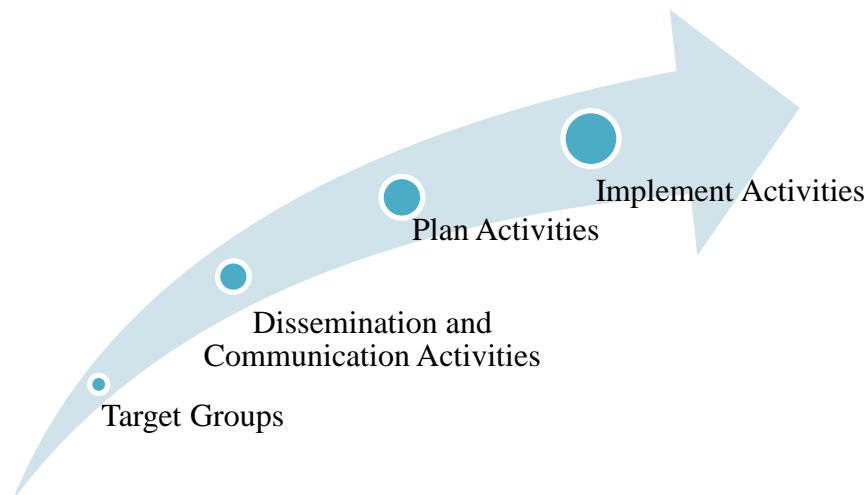 Implement Activities
Plan Activities
Dissemination and
Communication Activities
Target Groups